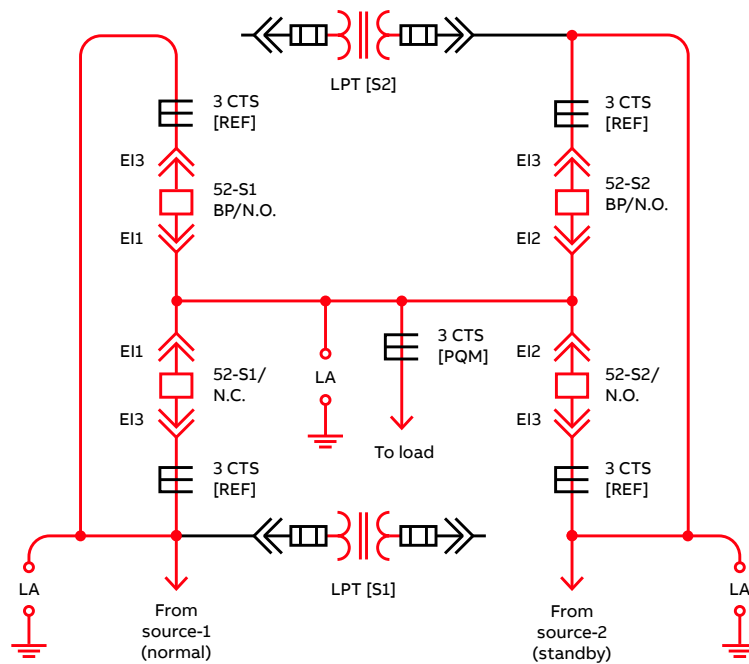 LPT [S2]
3 CTS
[REF]
3 CTS
[REF]
EI3
52-S1
BP/N.O.
EI1
EI3
52-S2
BP/N.O.
EI2
EI1
52-S1/
N.C.
EI3
LA
3 CTS
[PQM]
To load
EI2
52-S2/
N.O.
EI3
3 CTS
[REF]
3 CTS
[REF]
LA
LPT [S1]
LA
From
source-1
(normal)
From
source-2
(standby)